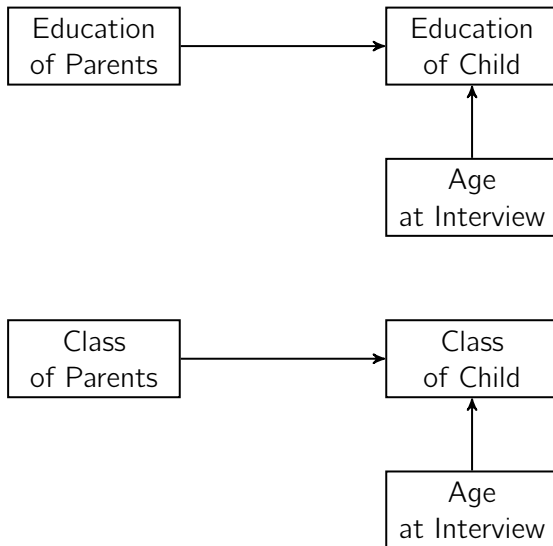 Education
of Parents
Education
of Child
Age
at Interview
Class
of Parents
Class
of Child
Age
at Interview